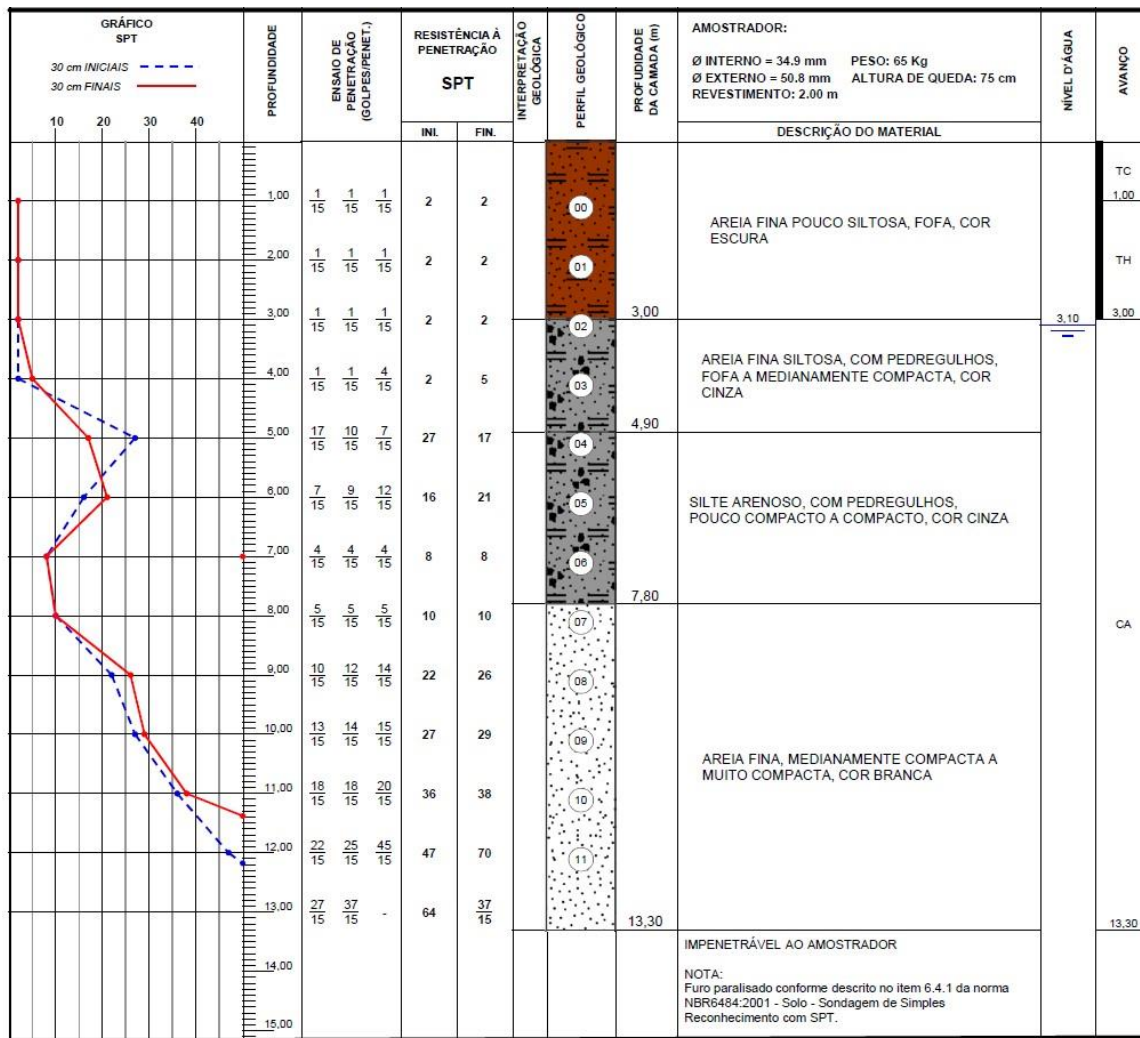 GRÁFICO
SPT
30 cm INICIAIS
30 cm FINAIS
10 20 30 40
PROFUNDIDADE
ENSAIO DE
PENETRAÇÃO
(GOLPES/PENET.)
RESISTÊNCIA À
PENETRAÇÃO
SPT
INI. FIN.
INTERPRETAÇÃO
GEOLÓGICA
PERFIL GEOLÓGICO
PROFUDIDADE
DA CAMADA (m)
AMOSTRADOR:
Ø INTERNO = 34.9 mm PESO: 65 Kg
Ø EXTERNO = 50.8 mm ALTURA DE QUEDA: 75 cm
REVESTIMENTO: 2.00 m
DESCRIÇÃO DO MATERIAL
NÍVEL D'ÁGUA
AVANÇO
TC
1,00 1/15 1/15 1/15 2 2 00 1,00
AREIA FINA POUCO SILTOSA, FOFA, COR
ESCURA
2,00 1/15 1/15 1/15 2 2 01 TH
3,00 1/15 1/15 1/15 2 2 02 3,00 3,10 3,00
AREIA FINA SILTOSA, COM PEDREGULHOS,
FOFA A MEDIANAMENTE COMPACTA, COR
CINZA
4,00 1/15 1/15 4/15 2 5 03
4,90
5,00 17/15 10/15 7/15 27 17 04
6,00 7/15 9/15 12/15 16 21 05
SILTE ARENOSO, COM PEDREGULHOS,
POUCO COMPACTO A COMPACTO, COR CINZA
7,00 4/15 4/15 4/15 8 8 06
7,80
8,00 5/15 5/15 5/15 10 10 07 CA
9,00 10/15 12/15 14/15 22 26 08
10,00 13/15 14/15 15/15 27 29 09
AREIA FINA, MEDIANAMENTE COMPACTA A
MUITO COMPACTA, COR BRANCA
11,00 18/15 18/15 20/15 36 38 10
12,00 22/15 25/15 45/15 47 70 11
13,00 27/15 37/15 - 64 37/15 13,30 13,30
IMPENETRÁVEL AO AMOSTRADOR
14,00
NOTA:
Furo paralisado conforme descrito no item 6.4.1 da norma
NBR6484:2001 - Solo - Sondagem de Simples
Reconhecimento com SPT.
15,00